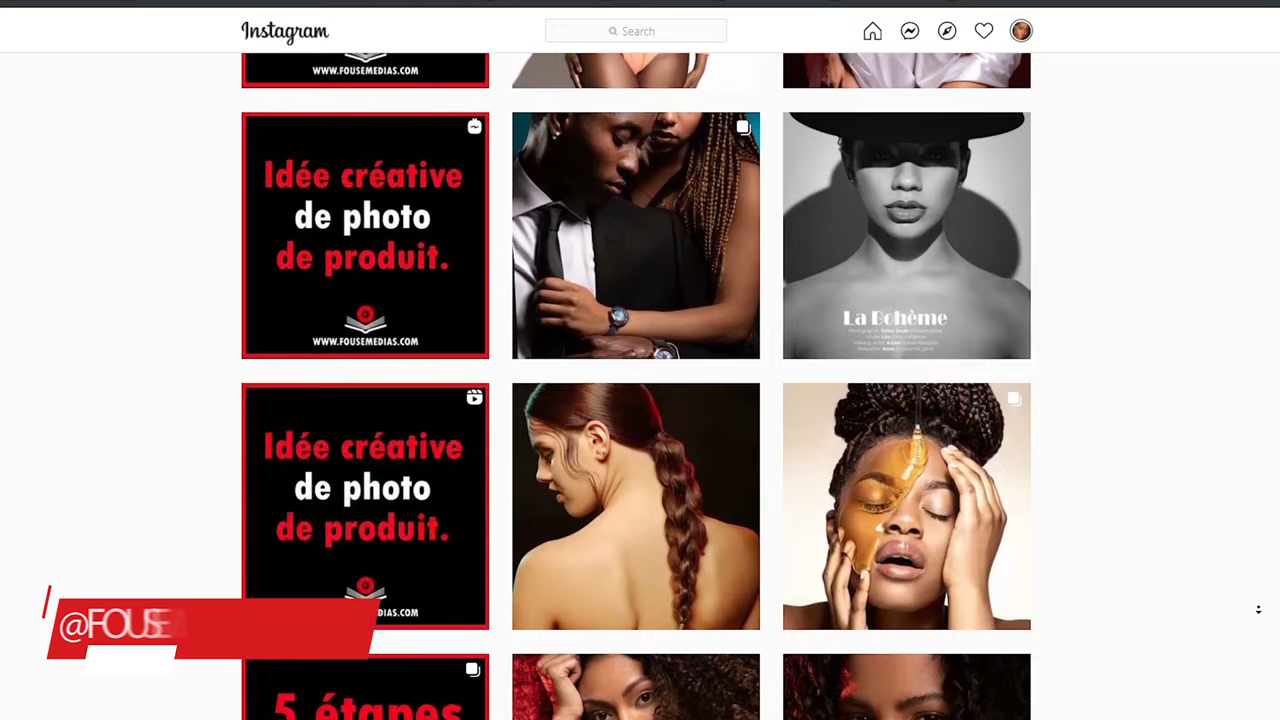 Instagram
Search
WWW.FOUSEMEDIAS.COM
Idée créative
de photo
de produit.
WWW.FOUSEMEDIAS.COM
La Bohème
Idée créative
de photo
de produit.
.COM
@FOUSE
5 étapes